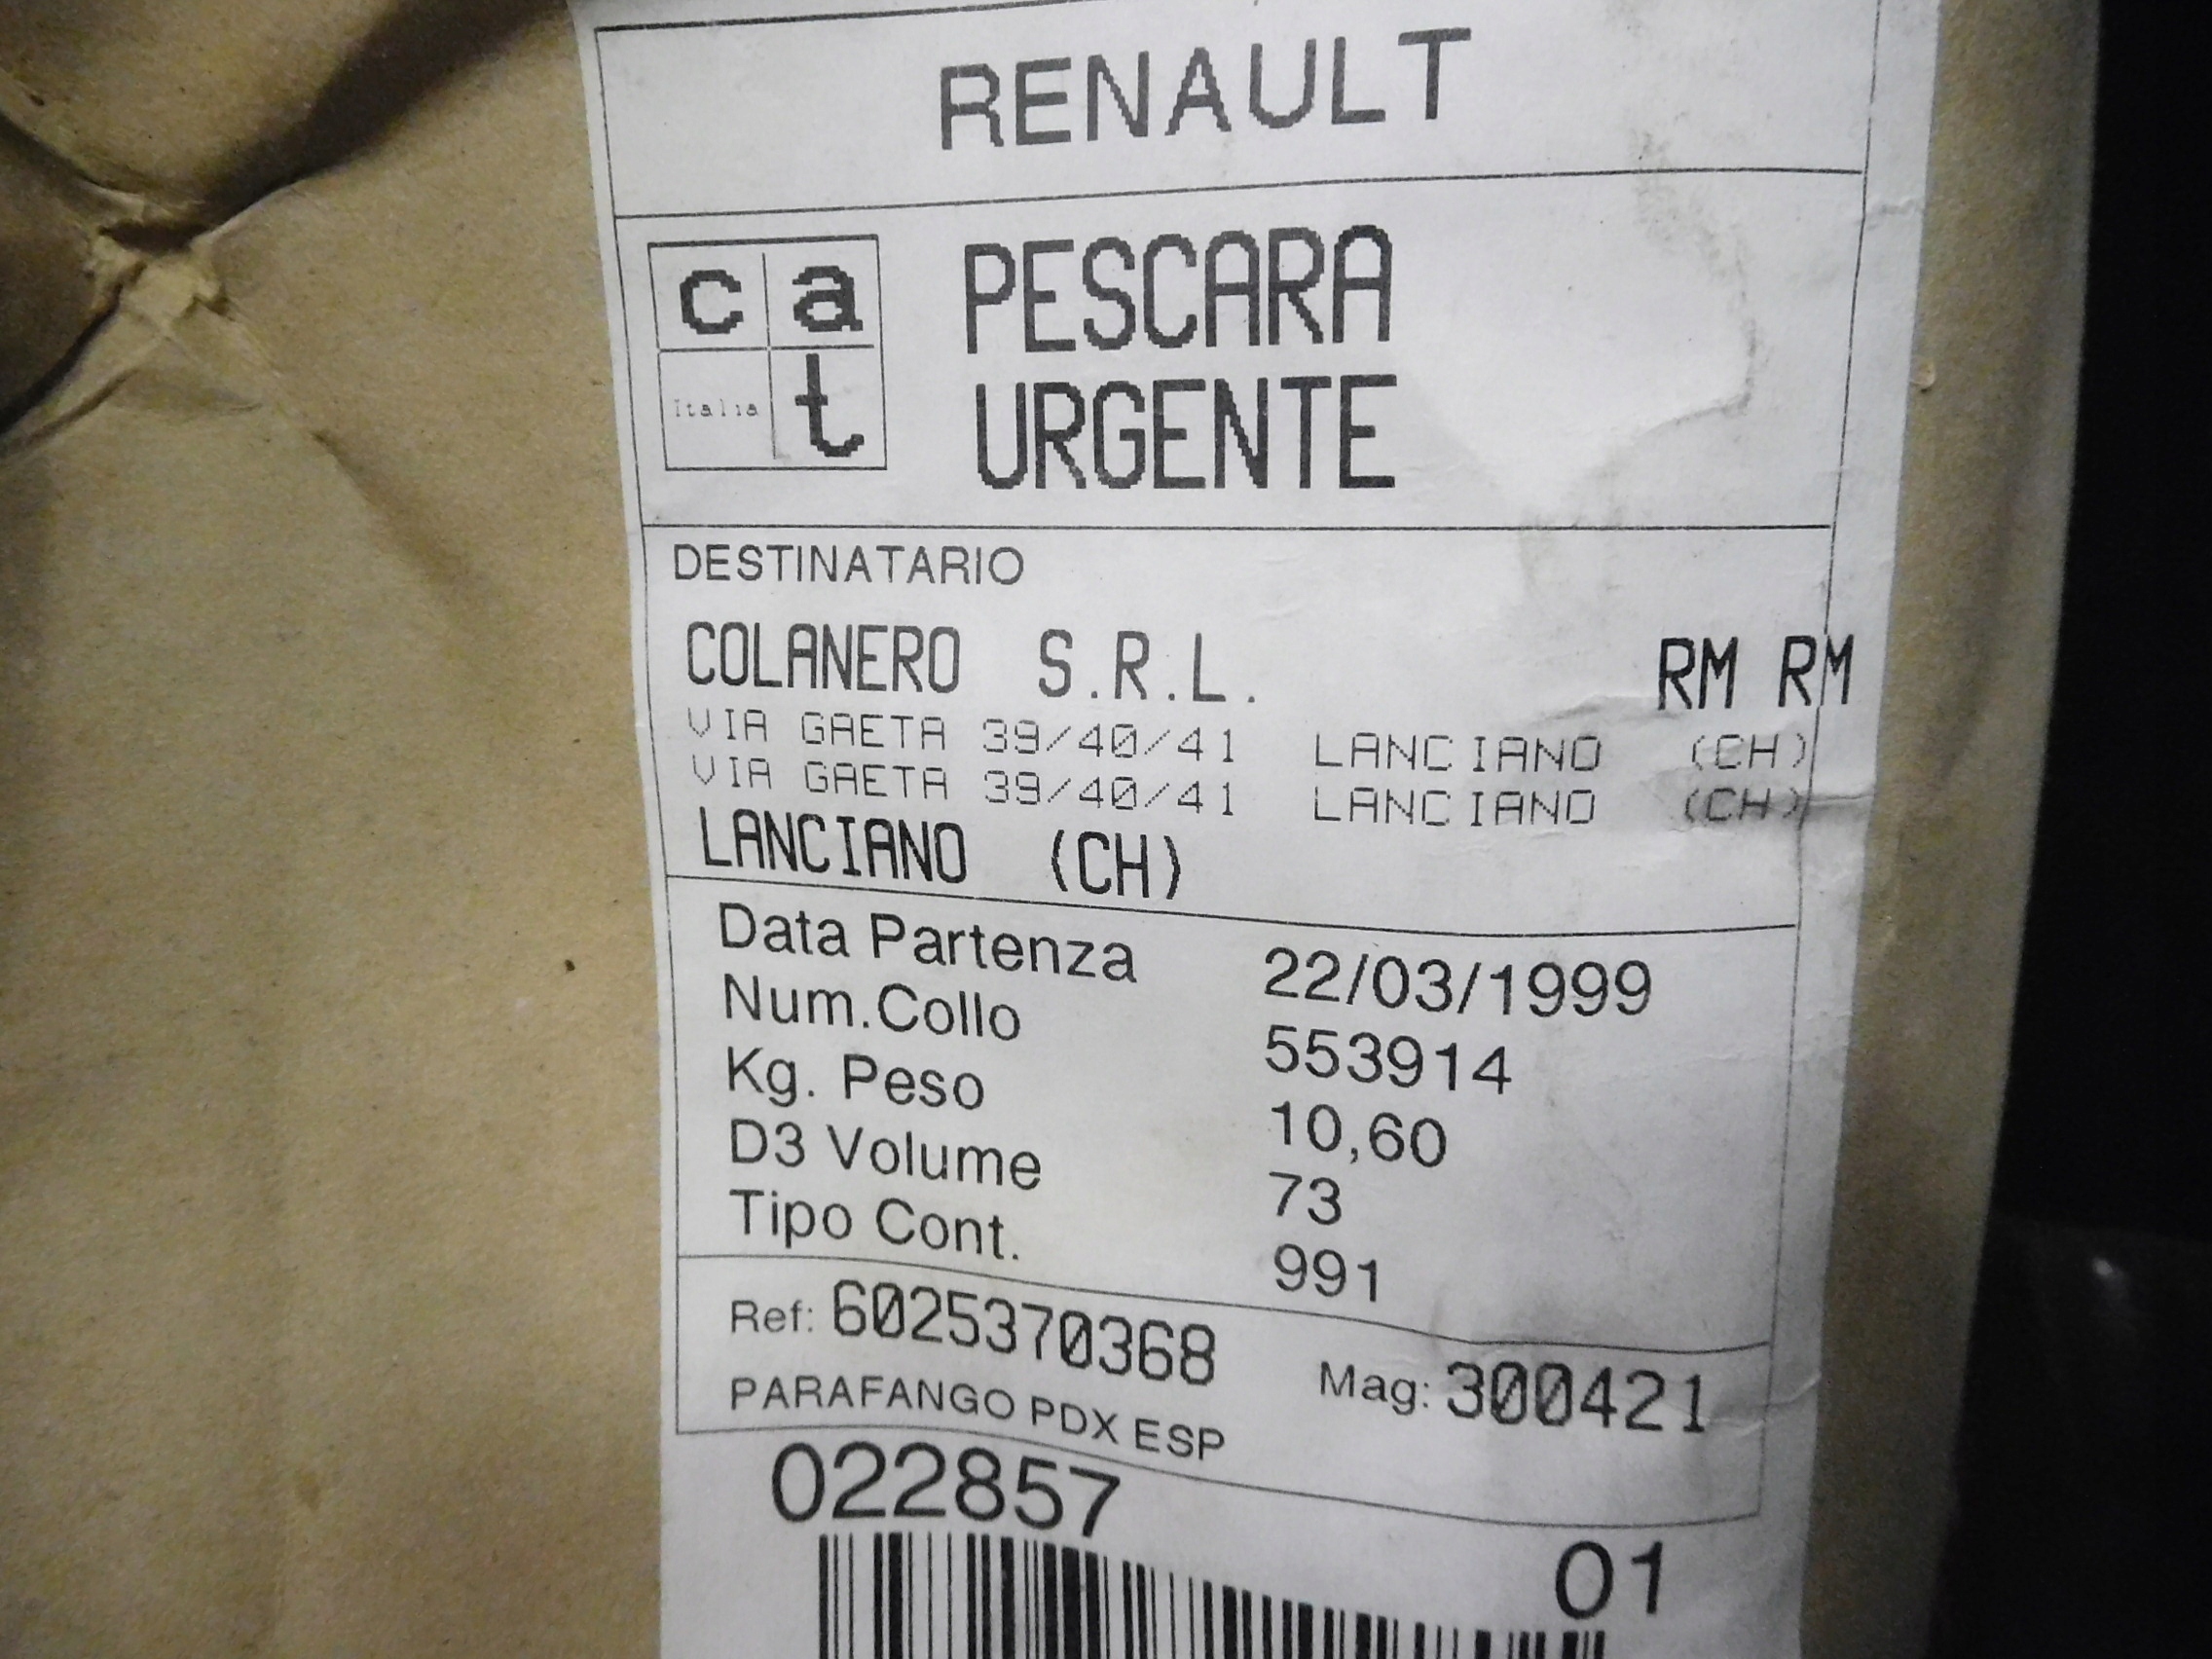 RENAULT
c a
Italia t
PESCARA
URGENTE
DESTINATARIO
COLANERO S.R.L. RM RM
VIA GAETA 39/40/41 LANCIANO (CH)
VIA GAETA 39/40/41 LANCIANO (CH)
LANCIANO (CH)
Data Partenza 22/03/1999
Num.Collo 553914
Kg. Peso 10,60
D3 Volume 73
Tipo Cont. 991
Ref: 6025370368 Mag: 300421
PARAFANGO PDX ESP
022857 01